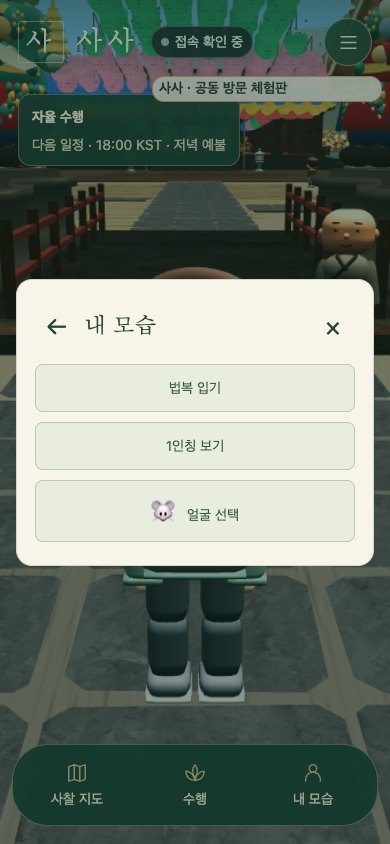 사 사사
접속 확인 중
사사 · 공동 방문 체험판
자율 수행
다음 일정 · 18:00 KST · 저녁 예불
내 모습
법복 입기
1인칭 보기
얼굴 선택
사찰 지도
수행
내 모습